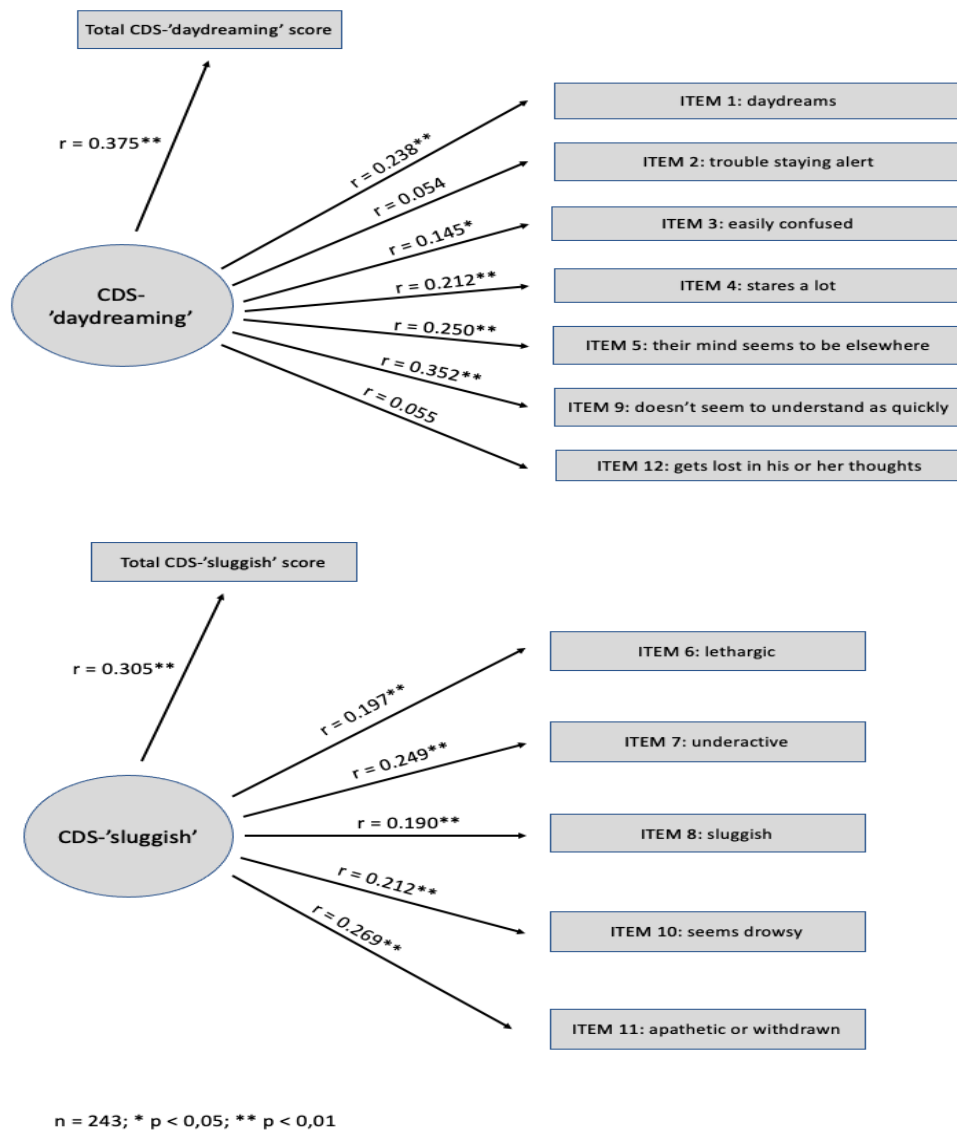 Total CDS-'daydreaming' score
r = 0.375**
CDS-
'daydreaming'
r = 0.238**
ITEM 1: daydreams
r = 0.054
ITEM 2: trouble staying alert
r = 0.145*
ITEM 3: easily confused
r = 0.212**
ITEM 4: stares a lot
r = 0.250**
ITEM 5: their mind seems to be elsewhere
r = 0.352**
ITEM 9: doesn't seem to understand as quickly
r = 0.055
ITEM 12: gets lost in his or her thoughts
Total CDS-'sluggish' score
r = 0.305**
CDS-'sluggish'
r = 0.197**
ITEM 6: lethargic
r = 0.249**
ITEM 7: underactive
r = 0.190**
ITEM 8: sluggish
r = 0.212**
ITEM 10: seems drowsy
r = 0.269**
ITEM 11: apathetic or withdrawn
n = 243; * p < 0,05; ** p < 0,01